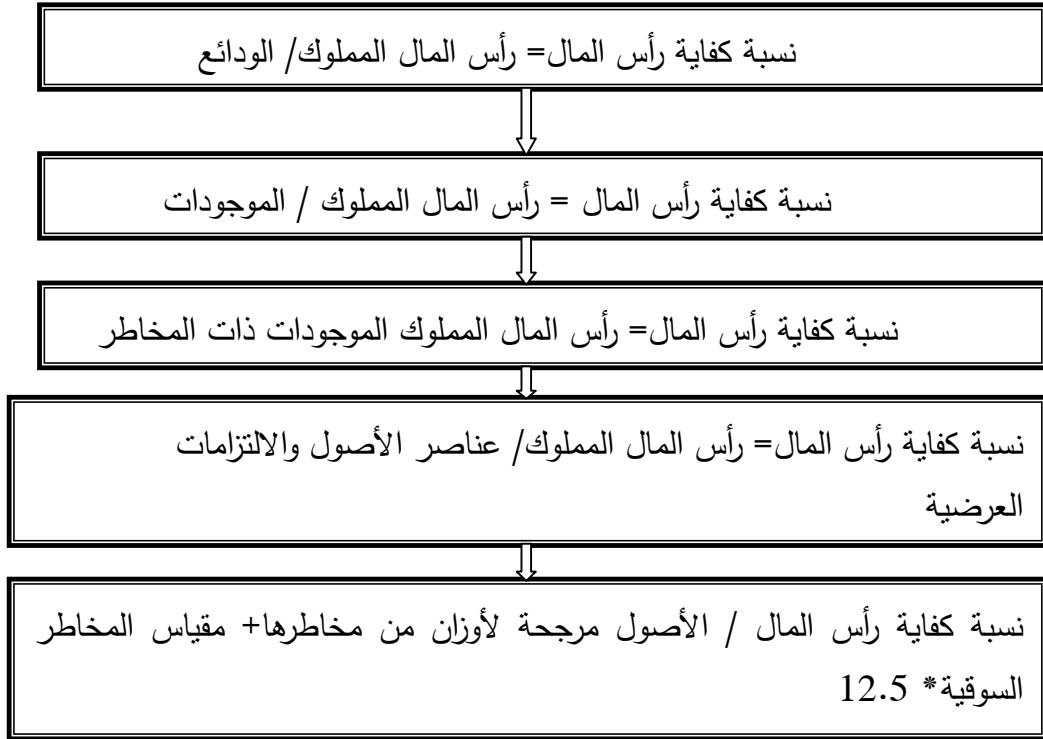 نسبة كفاية رأس المال= رأس المال المملوك/ الودائع
نسبة كفاية رأس المال = رأس المال المملوك / الموجودات
نسبة كفاية رأس المال= رأس المال المملوك الموجودات ذات المخاطر
نسبة كفاية رأس المال= رأس المال المملوك/ عناصر الأصول والالتزامات
العرضية
نسبة كفاية رأس المال / الأصول مرجحة لأوزان من مخاطرها+ مقياس المخاطر
السوقية* 12.5